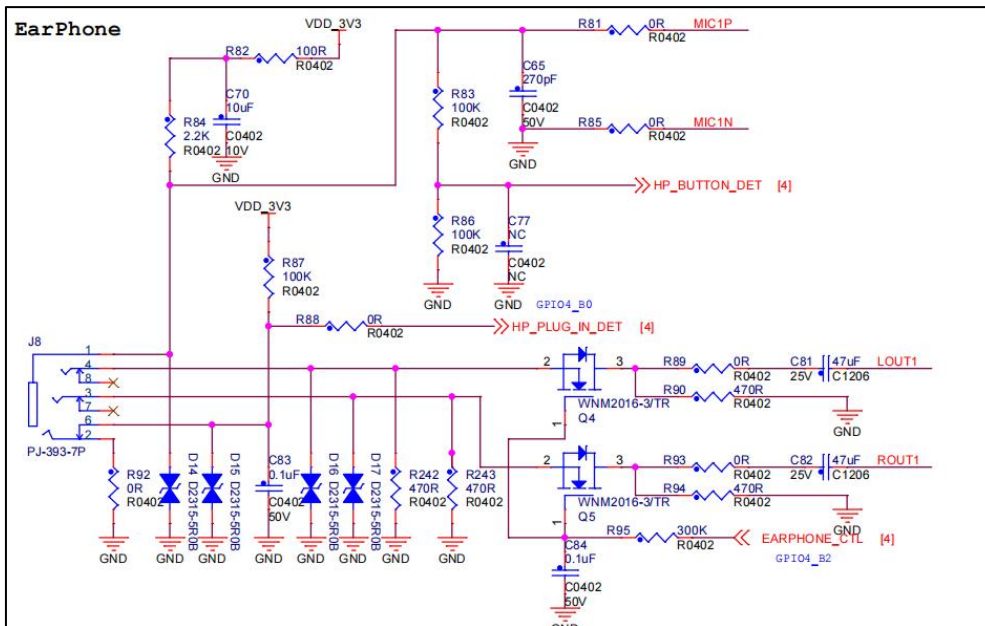 EarPhone
VDD_3V3
R82 100R
R0402
C70
10uF
C0402
10V
GND
R84
2.2K
R0402
R81 0R
R0402
MIC1P
R83
100K
R0402
C65
270pF
C0402
50V
R85 0R
R0402
MIC1N
GND
HP_BUTTON_DET [4]
R86
100K
R0402
C77
NC
C0402
NC
GND
GND
VDD_3V3
R87
100K
R0402
R88 0R
R0402
HP_PLUG_IN_DET [4]
GPIO4_B0
J8
1
4
8
3
7
6
2
PJ-393-7P
2
3
1
WNM2016-3/TR
Q4
R89 0R
R0402
C81 47uF
25V C1206
LOUT1
R90 470R
R0402
GND
2
3
1
WNM2016-3/TR
Q5
R93 0R
R0402
C82 47uF
25V C1206
ROUT1
R94 470R
R0402
GND
R92
0R
R0402
GND
D14 D2315-5R0B
GND
D15 D2315-5R0B
GND
C83
0.1uF
C0402
50V
GND
D16 D2315-5R0B
GND
D17 D2315-5R0B
GND
R242
470R
R0402
GND
R243
470R
R0402
GND
R95 300K
R0402
EARPHONE_CTL [4]
GPIO4_B2
C84
0.1uF
C0402
50V
GND